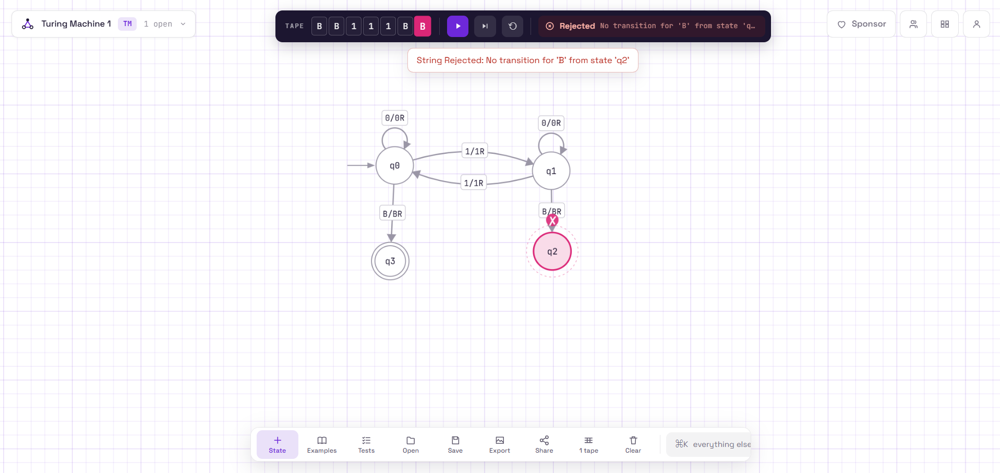 Turing Machine 1 TM 1 open
TAPE B B 1 1 1 B B Rejected No transition for 'B' from state 'q…
Sponsor
String Rejected: No transition for 'B' from state 'q2'
0/0R
0/0R
1/1R
q0
q1
1/1R
B/BR
B/BR
X
q2
q3
State Examples Tests Open Save Export Share 1 tape Clear ⌘K everything else